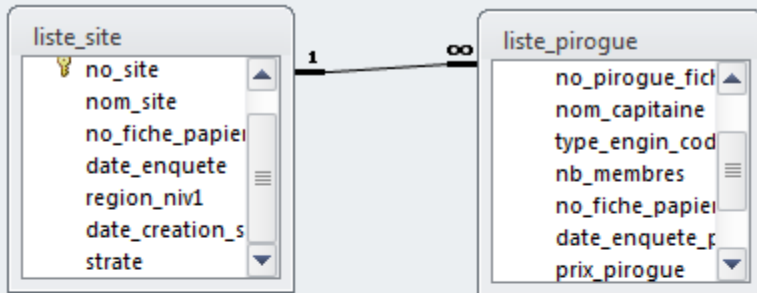 liste_site
no_site
nom_site
no_fiche_papier
date_enquete
region_niv1
date_creation_s
strate
1
∞
liste_pirogue
no_pirogue_fich
nom_capitaine
type_engin_cod
nb_membres
no_fiche_papier
date_enquete_p
prix_pirogue